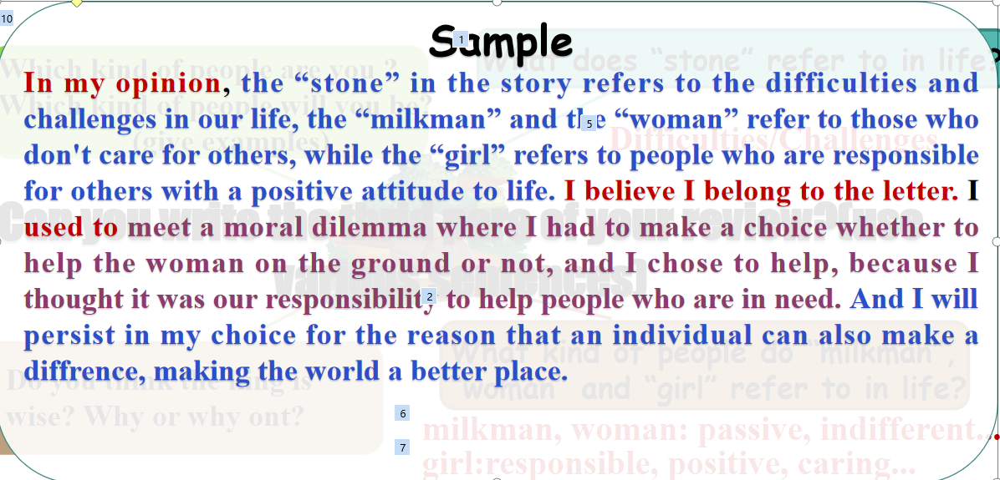 10
1
Sample
Which kind of people are you ?
What does “stone” refer to in life?
In my opinion, the “stone” in the story refers to the difficulties and
Which kind of people will you be?
challenges in our life, the “milkman” and the “woman” refer to those who
5
(give examples)
Difficulties/Challenges
don't care for others, while the “girl” refers to people who are responsible
for others with a positive attitude to life. I believe I belong to the letter. I
Can you write the
of your review?(use
used to meet a moral dilemma where I had to make a choice whether to
help the woman on the ground or not, and I chose to help, because I
various sentences)
thought it was our responsibility to help people who are in need. And I will
2
persist in my choice for the reason that an individual can also make a
What kind of people do “milkman”,
diffrence, making the world a better place.
Do you think the king is
woman” and “girl” refer to in life?
wise? Why or why ont?
6
milkman, woman: passive, indifferent...
7
girl:responsible, positive, caring...